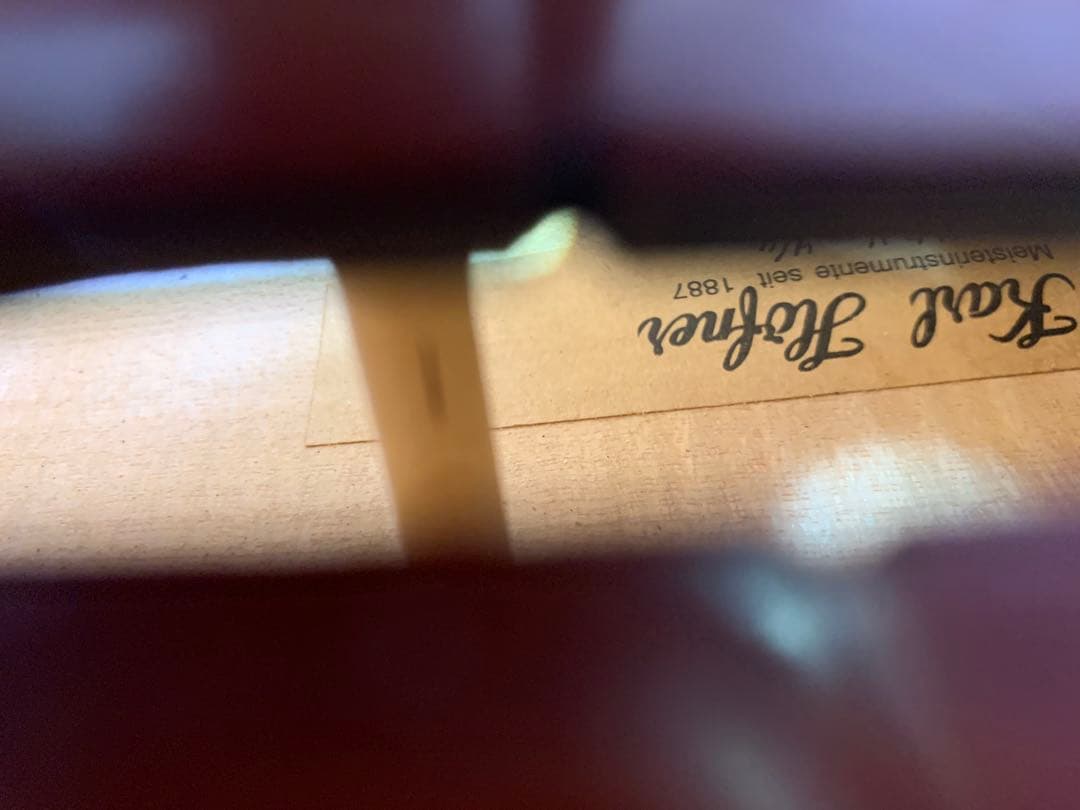 Karl Höfner
Meisterinstrumente seit 1887